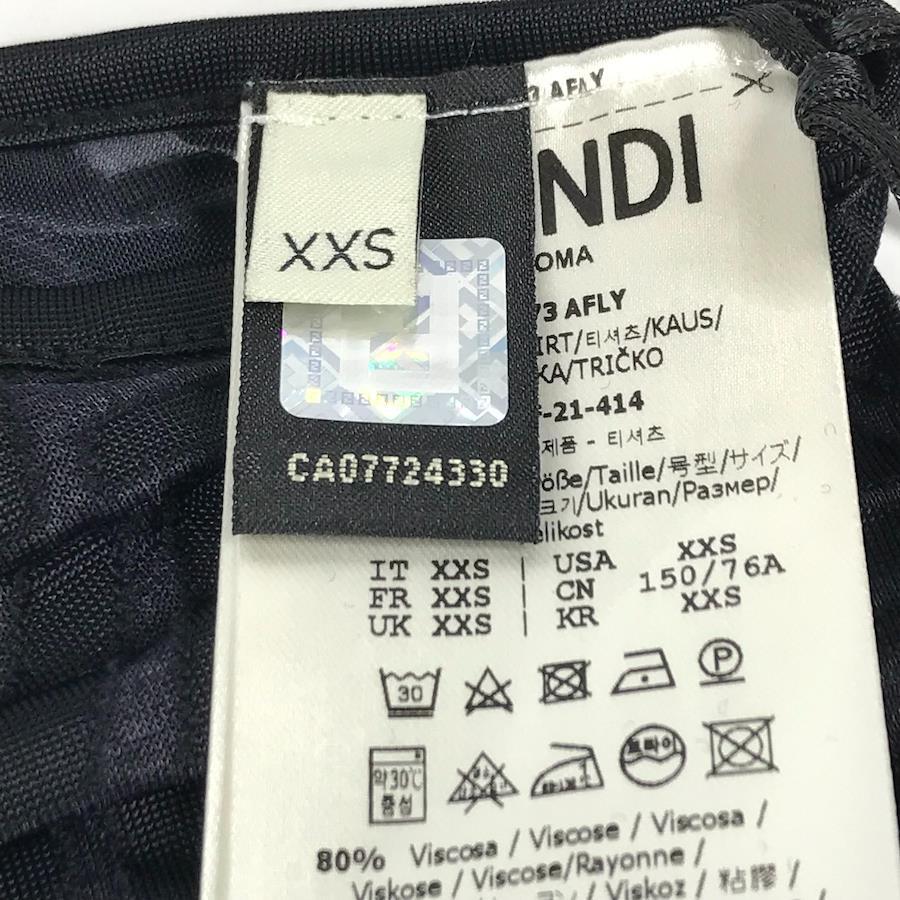 3 AFLY
NDI
OMA
XXS
73 AFLY
IRT/티셔츠/KAUS/
KA/TRIČKO
-21-414
제품 - 티셔츠
CA07724330
öße/Taille/号型/サイズ/
크기/Ukuran/Размер/
elikost
IT XXS | USA XXS
FR XXS | CN 150/76A
UK XXS | KR XXS
30
P
약30℃
중성
드라이
80% Viscosa / Viscose / Viscosa /
Viskose / Viscose/Rayonne /
/ Viskoz / 粘膠 /